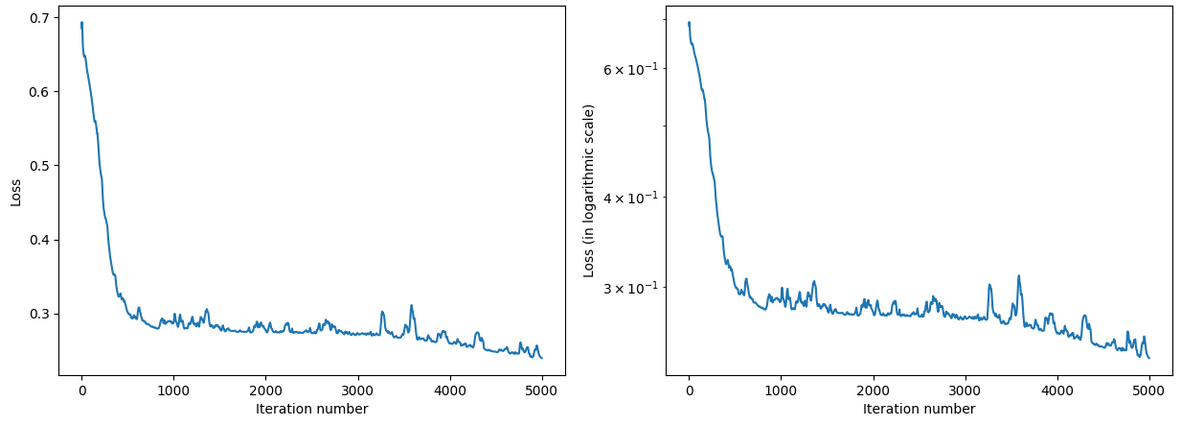 0.7
0.6
0.5
0.4
0.3
Loss
0 1000 2000 3000 4000 5000
Iteration number
6 × 10⁻¹
4 × 10⁻¹
3 × 10⁻¹
Loss (in logarithmic scale)
0 1000 2000 3000 4000 5000
Iteration number